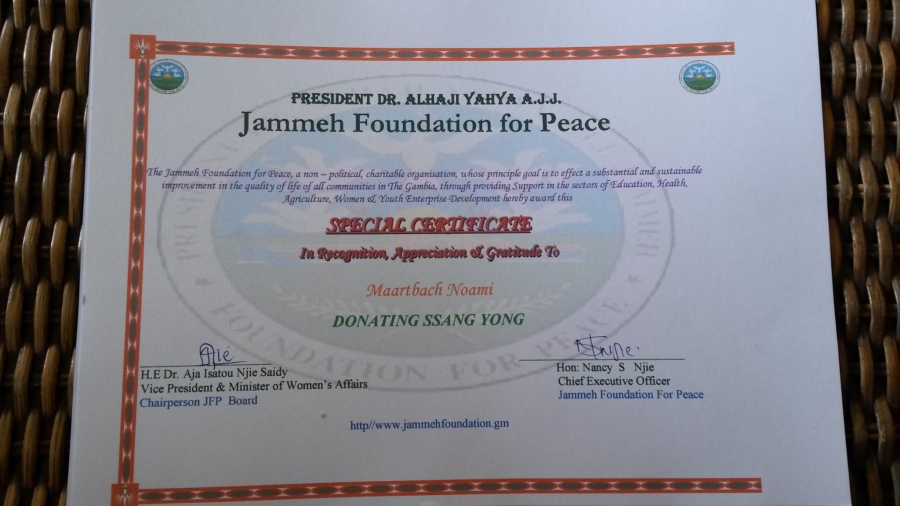 PRESIDENT DR. ALHAJI YAHYA A.J.J.
Jammeh Foundation for Peace
The Jammeh Foundation for Peace, a non – political, charitable organisation, whose principle goal is to effect a substantial and sustainable
improvement in the quality of life of all communities in The Gambia, through providing Support in the sectors of Education, Health,
Agriculture, Women & Youth Enterprise Development hereby award this
SPECIAL CERTIFICATE
In Recognition, Appreciation & Gratitude To
Maartbach Noami
DONATING SSANG YONG
H.E Dr. Aja Isatou Njie Saidy
Vice President & Minister of Women's Affairs
Chairperson JFP Board
Hon: Nancy S Njie
Chief Executive Officer
Jammeh Foundation For Peace
http//www.jammehfoundation.gm
FOUNDATION FOR PEACE